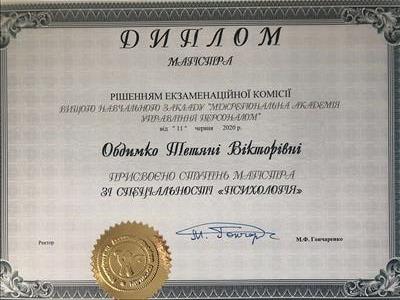 ДИПЛОМ
МАГІСТРА
РІШЕННЯМ ЕКЗАМЕНАЦІЙНОЇ КОМІСІЇ
ВИЩОГО НАВЧАЛЬНОГО ЗАКЛАДУ "МІЖРЕГІОНАЛЬНА АКАДЕМІЯ
УПРАВЛІННЯ ПЕРСОНАЛОМ"
від "11" червня 2020 р.
Обдимко Тетяні Вікторівні
ПРИСВОЄНО СТУПІНЬ МАГІСТРА
ЗІ СПЕЦІАЛЬНОСТІ «ПСИХОЛОГІЯ»
Ректор
М.Ф. Гончаренко